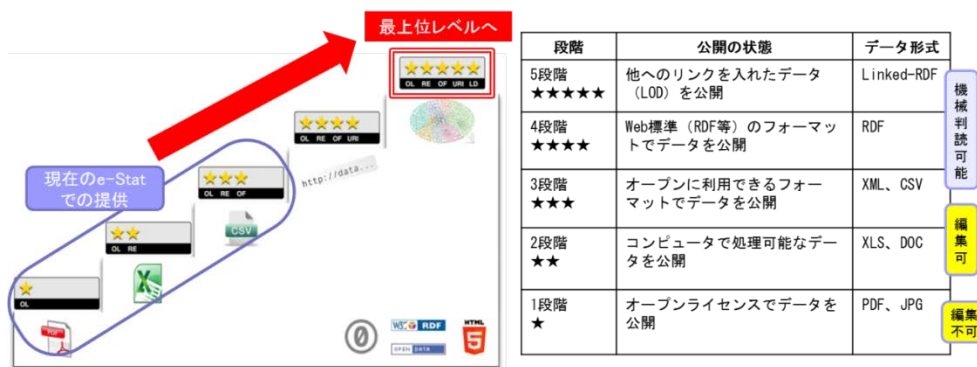 最上位レベルへ
OL RE OF URI LD
OL RE OF URI
http://data...
現在のe-Stat
での提供
OL RE OF
CSV
OL RE
OL
PDF
W3C RDF
OPEN DATA
HTML
5
段階 公開の状態 データ形式
5段階 他へのリンクを入れたデータ Linked-RDF
★★★★★ (LOD)を公開
4段階 Web標準(RDF等)のフォーマッ RDF
★★★★ トでデータを公開
3段階 オープンに利用できるフォー XML、CSV
★★★ マットでデータを公開
2段階 コンピュータで処理可能なデー XLS、DOC
★★ タを公開
1段階 オープンライセンスでデータを PDF、JPG
★ 公開
機械判読可能
編集可
編集
不可